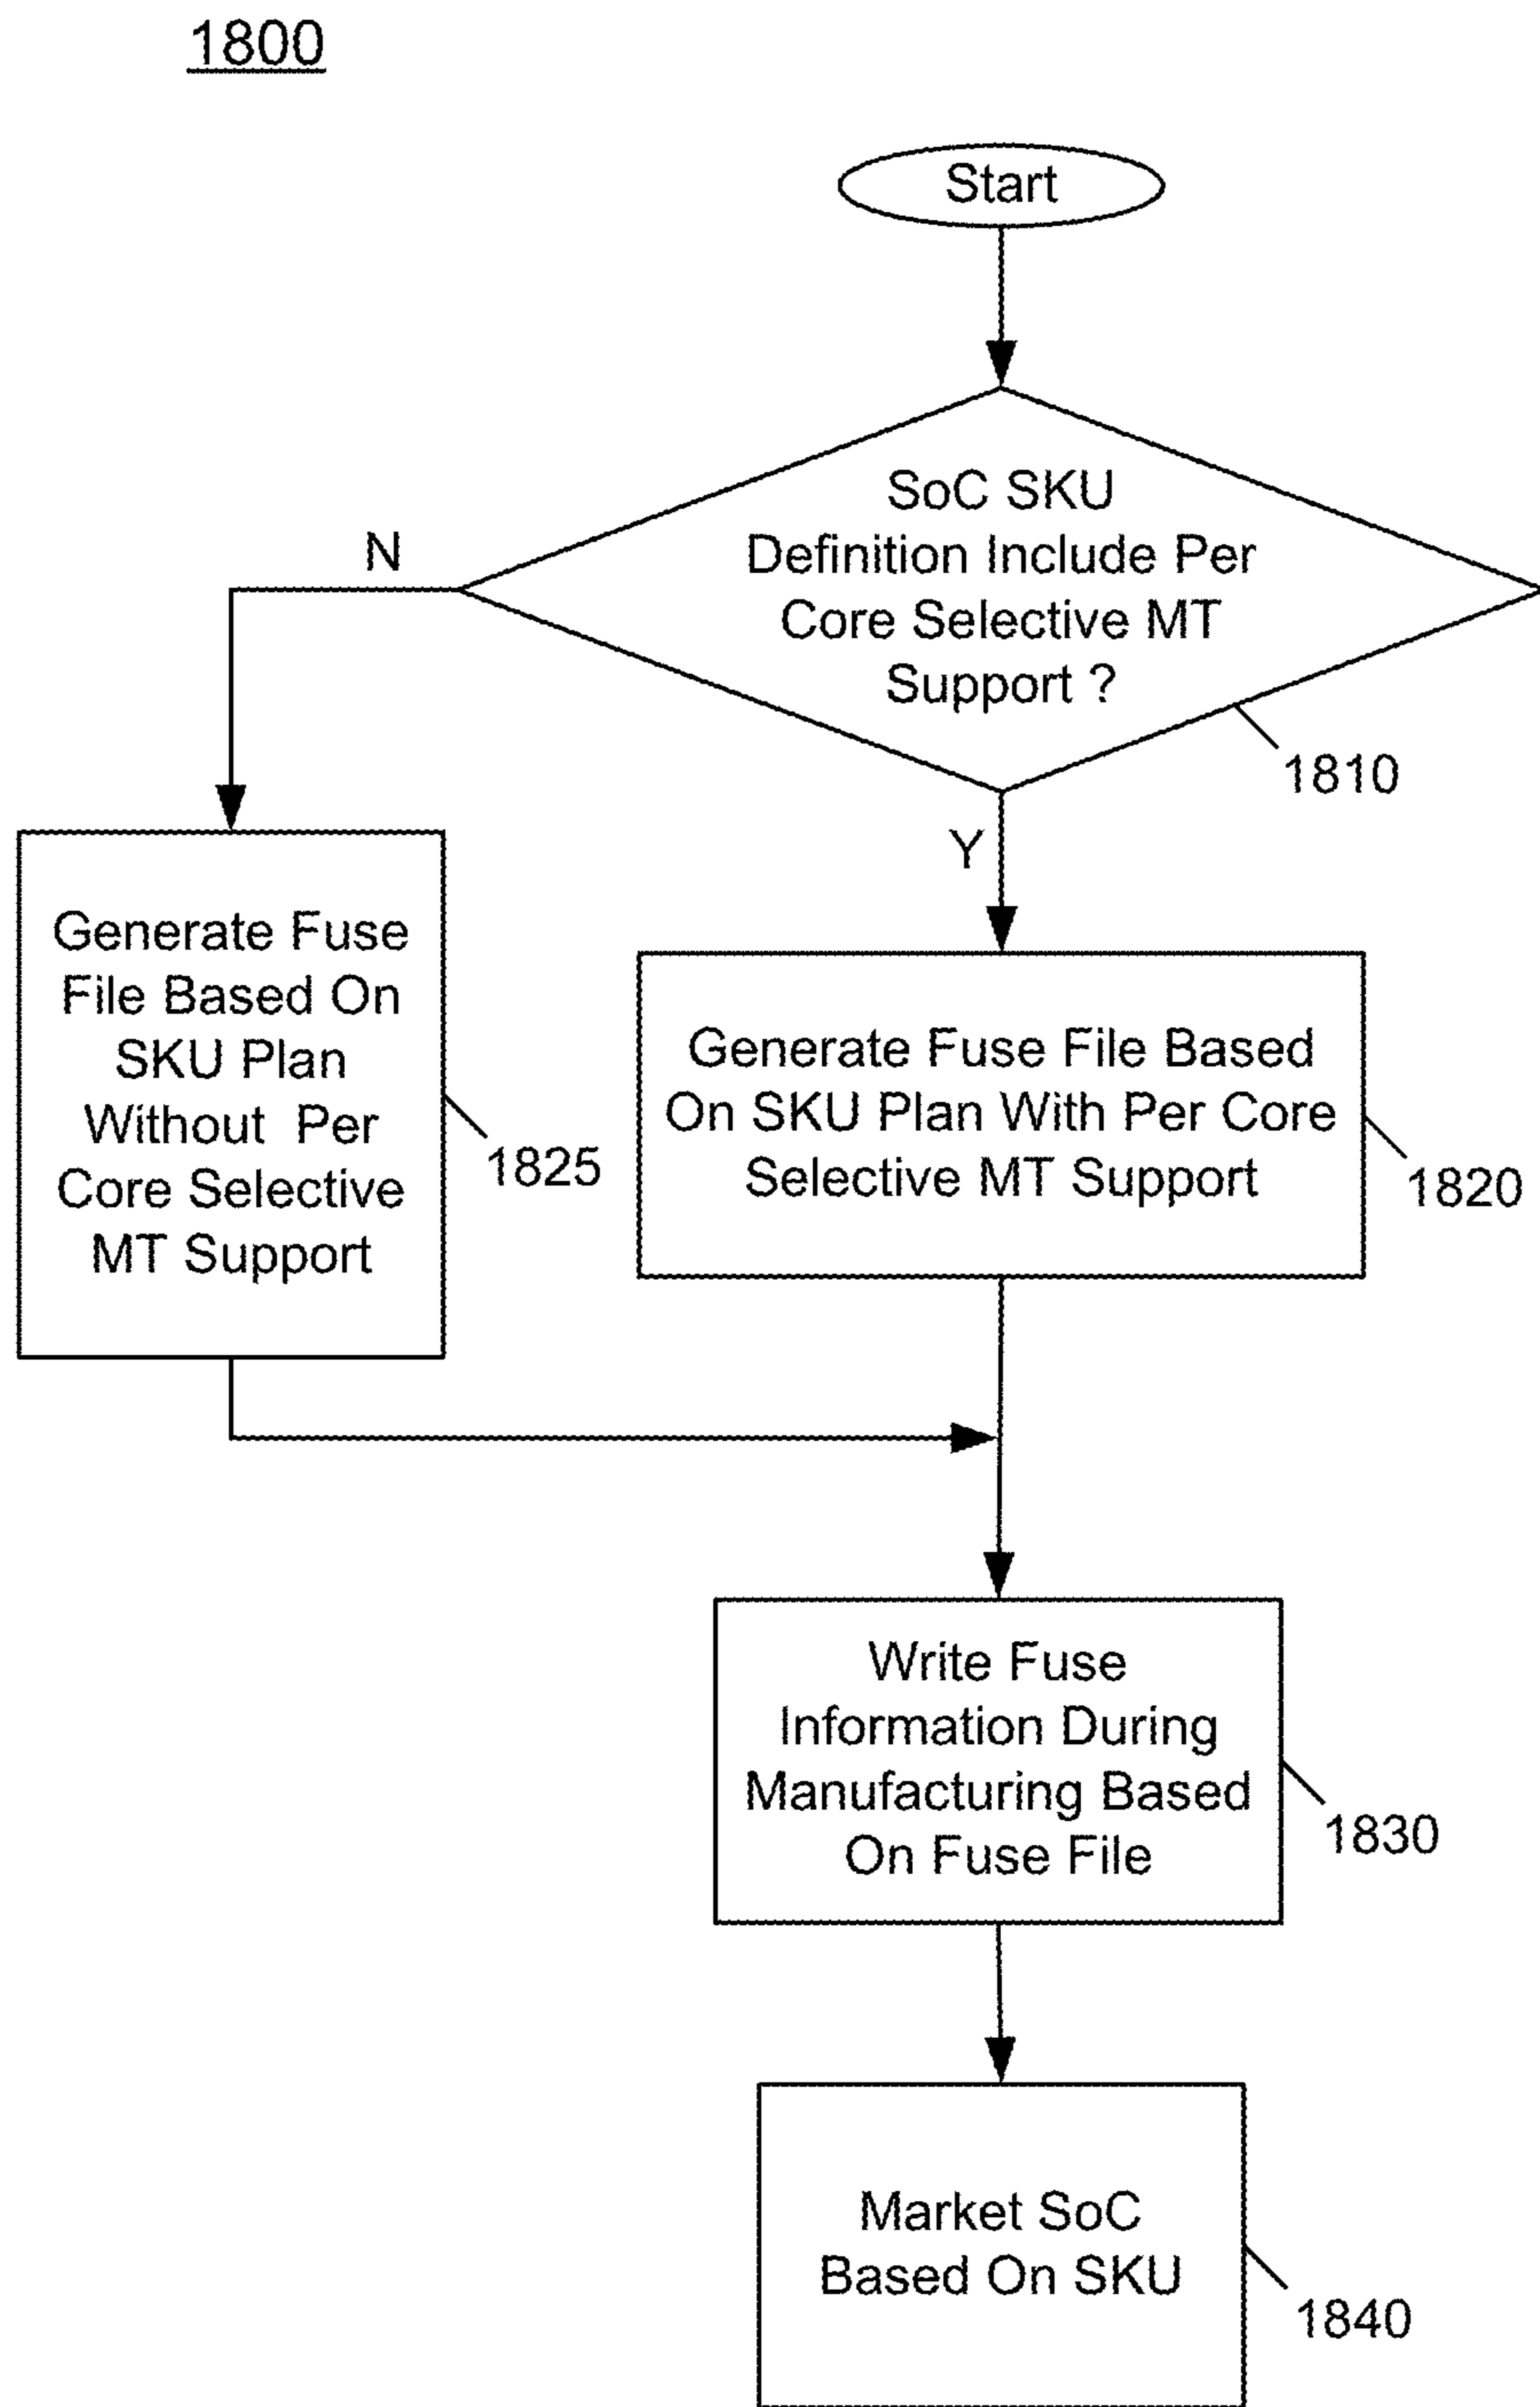 1800
Start
SoC SKU
Definition Include Per
Core Selective MT
Support ?
1810
N
Y
Generate Fuse
File Based On
SKU Plan
Without Per
Core Selective
MT Support
1825
Generate Fuse File Based
On SKU Plan With Per Core
Selective MT Support
1820
Write Fuse
Information During
Manufacturing Based
On Fuse File
1830
Market SoC
Based On SKU
1840